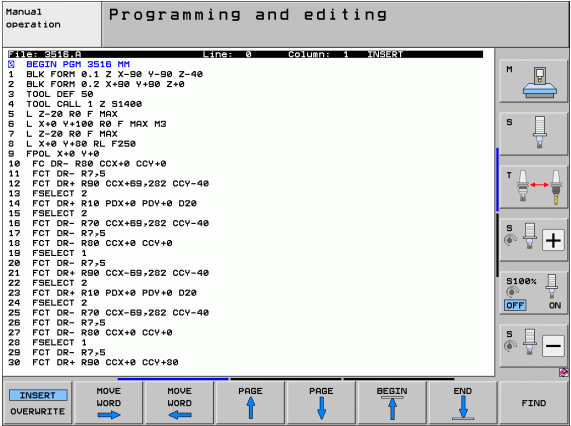 Manual operation
Programming and editing
File: 3516.A Line: 0 Column: 1 INSERT
0 BEGIN PGM 3516 MM
1 BLK FORM 0.1 Z X-90 Y-90 Z-40
2 BLK FORM 0.2 X+90 Y+90 Z+0
3 TOOL DEF 50
4 TOOL CALL 1 Z S1400
5 L Z-20 R0 F MAX
6 L X+0 Y+100 R0 F MAX M3
7 L Z-20 R0 F MAX
8 L X+0 Y+80 RL F250
9 FPOL X+0 Y+0
10 FC DR- R80 CCX+0 CCY+0
11 FCT DR- R7,5
12 FCT DR+ R90 CCX+69,282 CCY-40
13 FSELECT 2
14 FCT DR+ R10 PDX+0 PDY+0 D20
15 FSELECT 2
16 FCT DR- R70 CCX+69,282 CCY-40
17 FCT DR- R7,5
18 FCT DR- R80 CCX+0 CCY+0
19 FSELECT 1
20 FCT DR- R7,5
21 FCT DR+ R90 CCX-69,282 CCY-40
22 FSELECT 2
23 FCT DR+ R10 PDX+0 PDY+0 D20
24 FSELECT 2
25 FCT DR- R70 CCX-69,282 CCY-40
26 FCT DR- R7,5
27 FCT DR- R80 CCX+0 CCY+0
28 FSELECT 1
29 FCT DR- R7,5
30 FCT DR+ R90 CCX+0 CCY+80
M
S
T
S +
S100%
OFF ON
S -
INSERT
OVERWRITE
MOVE WORD
MOVE WORD
PAGE
PAGE
BEGIN
END
FIND